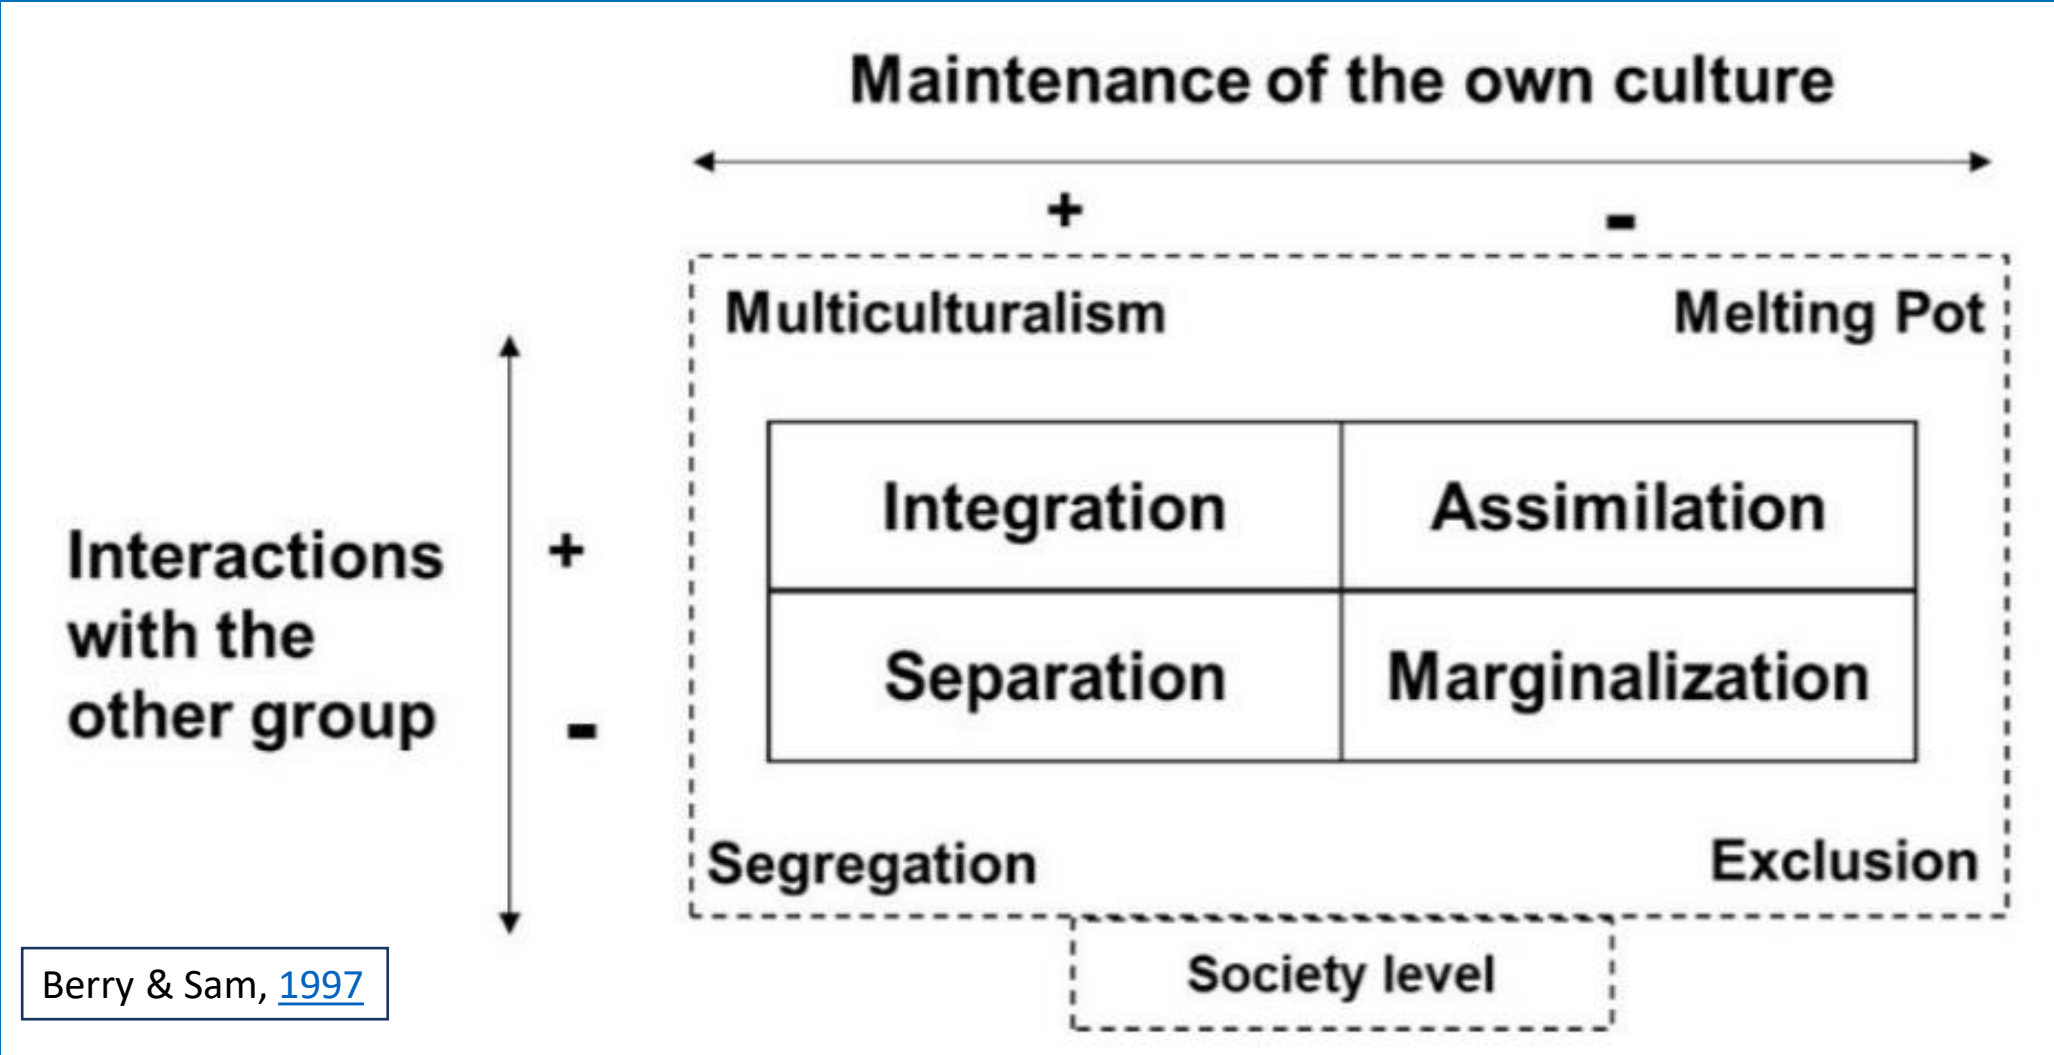 Maintenance of the own culture
+ -
Multiculturalism Melting Pot
Integration Assimilation
Interactions
with the
other group
+
-
Separation Marginalization
Segregation Exclusion
Society level
Berry & Sam, 1997